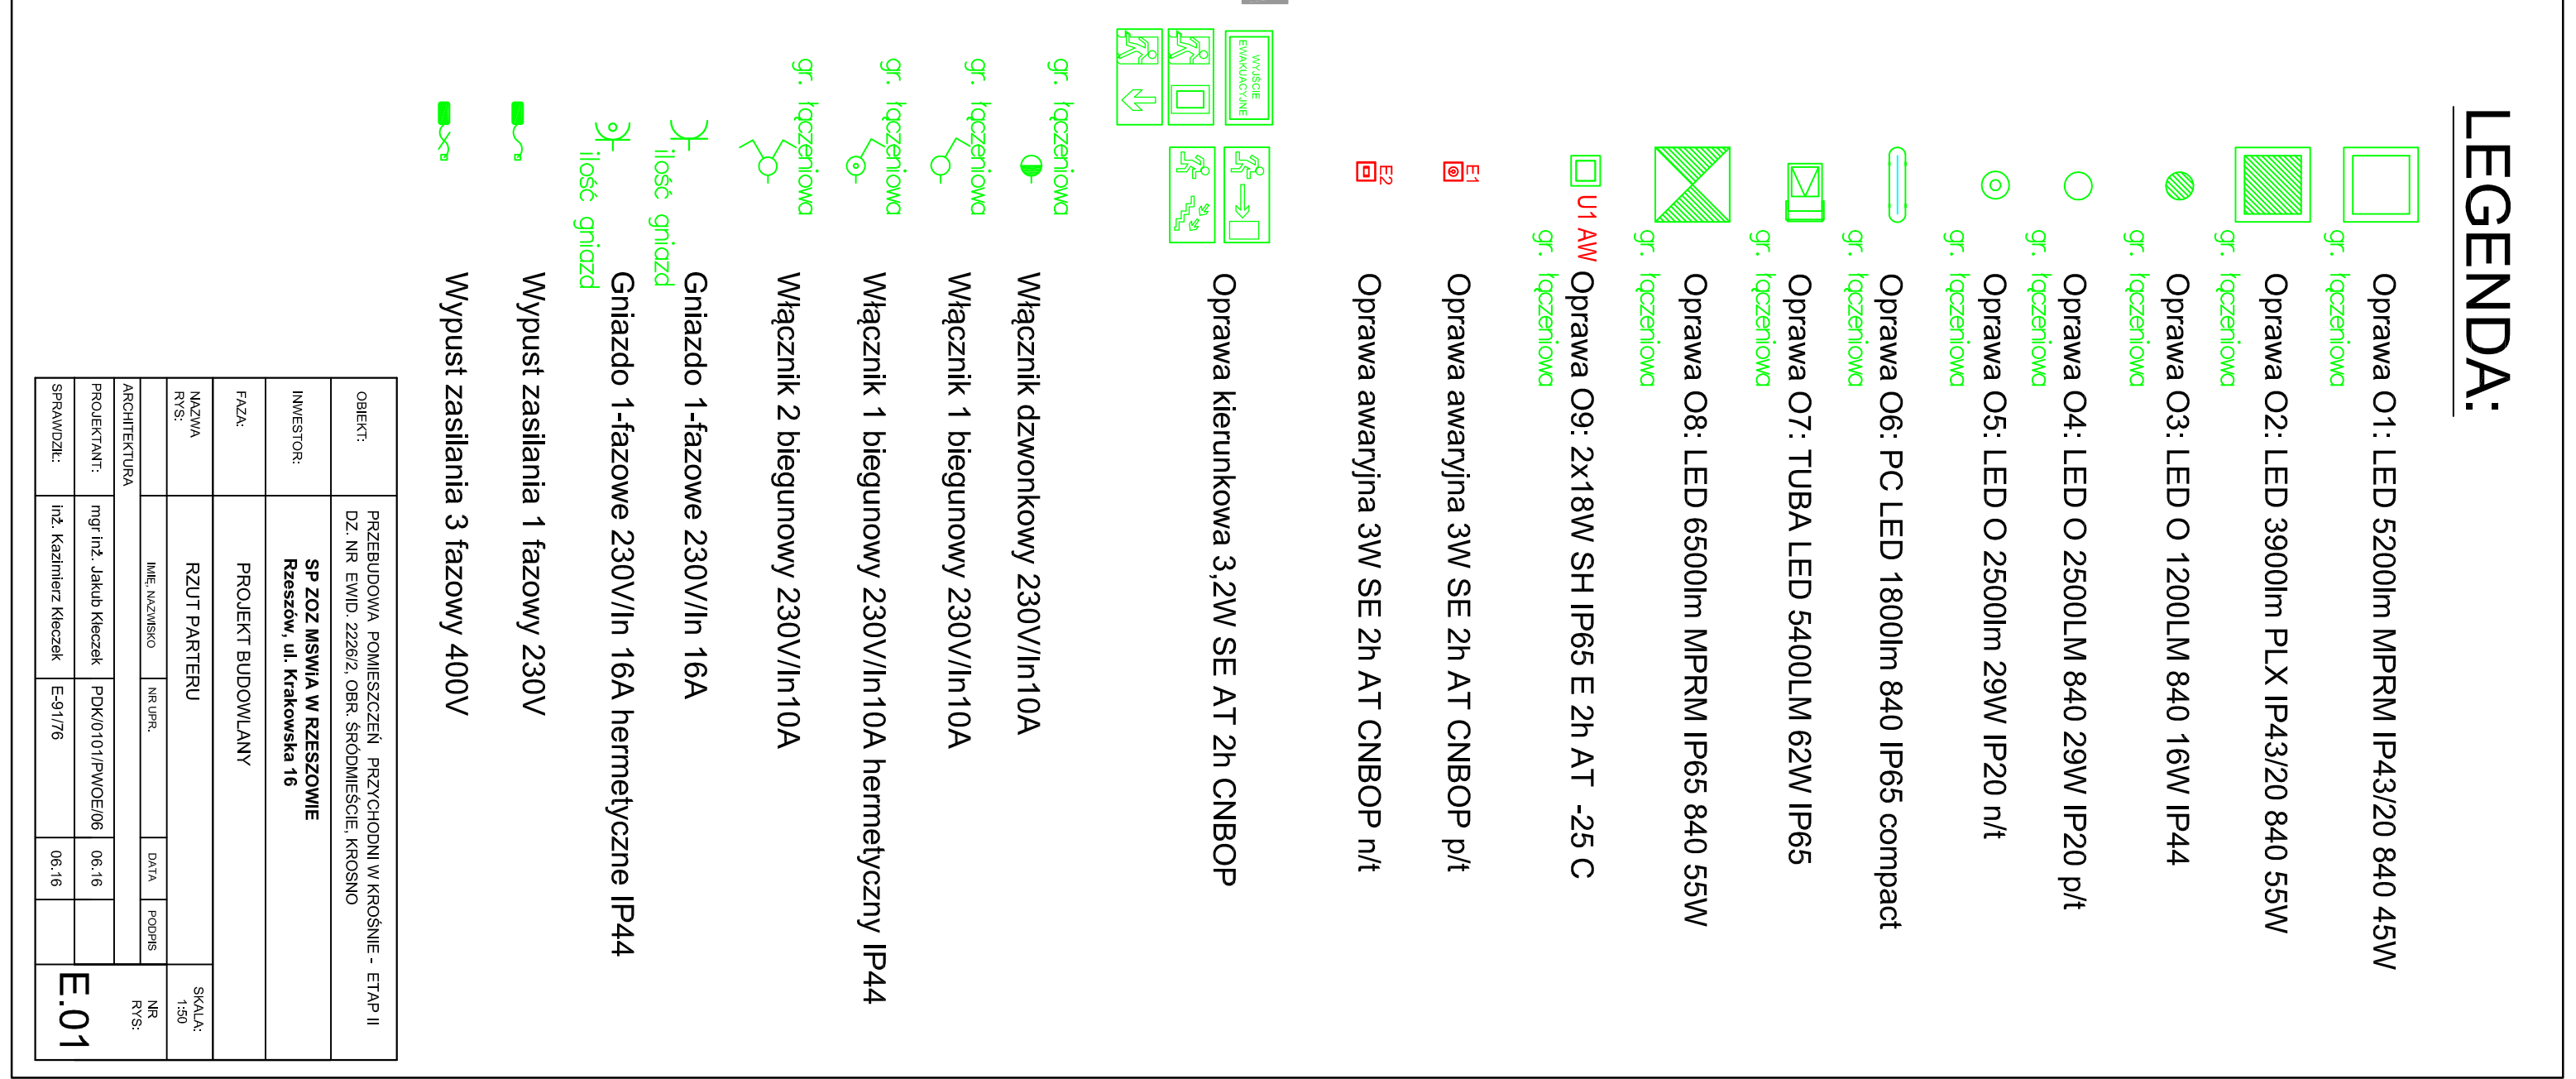 LEGENDA:
Oprawa O1: LED 5200lm MPRM IP43/20 840 45W
gr. łączeniowa
Oprawa O2: LED 3900lm PLX IP43/20 840 55W
gr. łączeniowa
Oprawa O3: LED O 1200LM 840 16W IP44
gr. łączeniowa
Oprawa O4: LED O 2500LM 840 29W IP20 p/t
gr. łączeniowa
Oprawa O5: LED O 2500lm 29W IP20 n/t
gr. łączeniowa
Oprawa O6: PC LED 1800lm 840 IP65 compact
gr. łączeniowa
Oprawa O7: TUBA LED 5400LM 62W IP65
gr. łączeniowa
Oprawa O8: LED 6500lm MPRM IP65 840 55W
gr. łączeniowa
U1 AW Oprawa O9: 2x18W SH IP65 E 2h AT -25 C
gr. łączeniowa
E1
Oprawa awaryjna 3W SE 2h AT CNBOP p/t
E2
Oprawa awaryjna 3W SE 2h AT CNBOP n/t
WYJŚCIE
EWAKUACYJNE
Oprawa kierunkowa 3,2W SE AT 2h CNBOP
gr. łączeniowa
Włącznik dzwonkowy 230V/In10A
gr. łączeniowa
Włącznik 1 biegunowy 230V/In10A
gr. łączeniowa
Włącznik 1 biegunowy 230V/In10A hermetyczny IP44
gr. łączeniowa
Włącznik 2 biegunowy 230V/In10A
Gniazdo 1-fazowe 230V/In 16A
ilość gniazd
Gniazdo 1-fazowe 230V/In 16A hermetyczne IP44
ilość gniazd
Wypust zasilania 1 fazowy 230V
Wypust zasilania 3 fazowy 400V
OBIEKT:
PRZEBUDOWA POMIESZCZEŃ PRZYCHODNI W KROŚNIE - ETAP II
DZ. NR EWID. 2226/2, OBR. ŚRÓDMIEŚCIE, KROSNO
INWESTOR:
SP ZOZ MSWiA W RZESZOWIE
Rzeszów, ul. Krakowska 16
FAZA:
PROJEKT BUDOWLANY
NAZWA
RYS:
RZUT PARTERU
SKALA:
1:50
IMIĘ, NAZWISKO
NR UPR.
DATA
PODPIS
NR
RYS:
ARCHITEKTURA
PROJEKTANT:
mgr inż. Jakub Kłeczek
PDK/0101/PWOE/06
06.16
E.01
SPRAWDZIŁ:
inż. Kazimierz Kłeczek
E-91/76
06.16